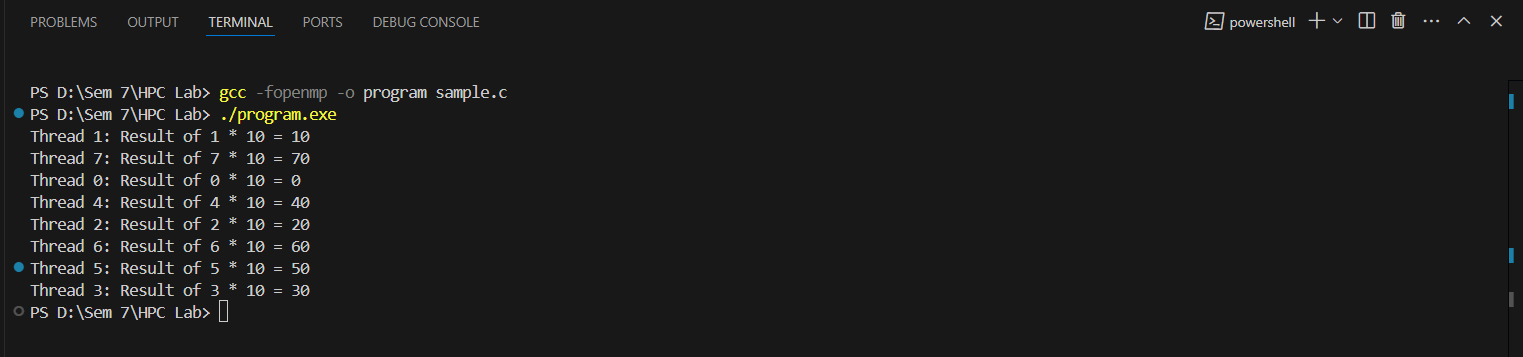 PROBLEMS OUTPUT TERMINAL PORTS DEBUG CONSOLE powershell
PS D:\Sem 7\HPC Lab> gcc -fopenmp -o program sample.c
PS D:\Sem 7\HPC Lab> ./program.exe
Thread 1: Result of 1 * 10 = 10
Thread 7: Result of 7 * 10 = 70
Thread 0: Result of 0 * 10 = 0
Thread 4: Result of 4 * 10 = 40
Thread 2: Result of 2 * 10 = 20
Thread 6: Result of 6 * 10 = 60
Thread 5: Result of 5 * 10 = 50
Thread 3: Result of 3 * 10 = 30
PS D:\Sem 7\HPC Lab>